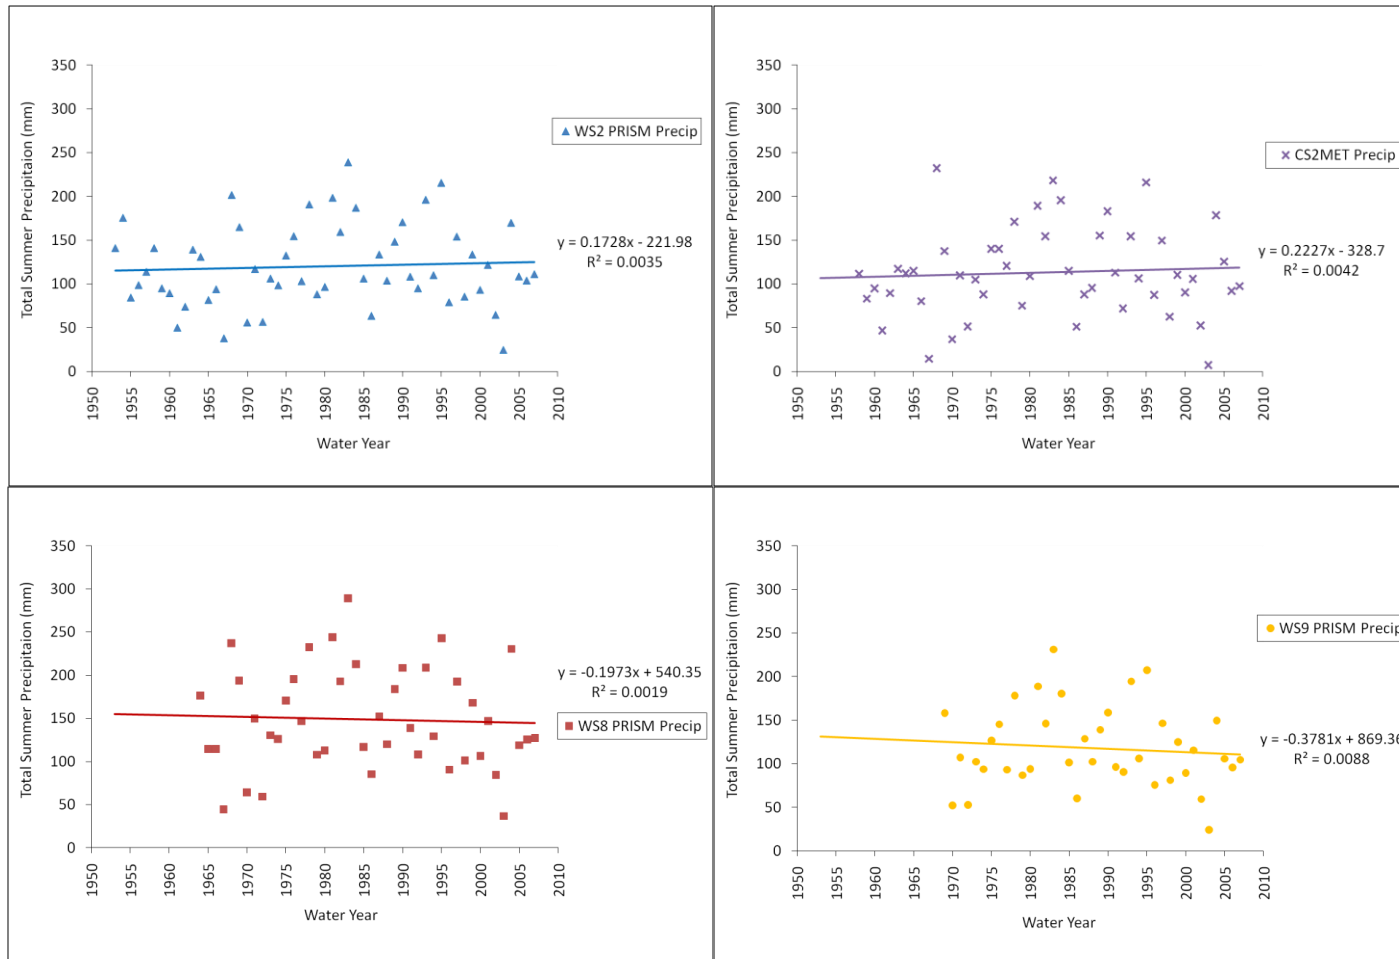 350
300
250
200
150
100
50
0
Total Summer Precipitaion (mm)
WS2 PRISM Precip
y = 0.1728x - 221.98
R² = 0.0035
1950 1955 1960 1965 1970 1975 1980 1985 1990 1995 2000 2005 2010
Water Year
350
300
250
200
150
100
50
0
Total Summer Precipitaion (mm)
CS2MET Precip
y = 0.2227x - 328.7
R² = 0.0042
1950 1955 1960 1965 1970 1975 1980 1985 1990 1995 2000 2005 2010
Water Year
350
300
250
200
150
100
50
0
Total Summer Precipitaion (mm)
y = -0.1973x + 540.35
R² = 0.0019
WS8 PRISM Precip
1950 1955 1960 1965 1970 1975 1980 1985 1990 1995 2000 2005 2010
Water Year
350
300
250
200
150
100
50
0
Total Summer Precipitaion (mm)
WS9 PRISM Precip
y = -0.3781x + 869.36
R² = 0.0088
1950 1955 1960 1965 1970 1975 1980 1985 1990 1995 2000 2005 2010
Water Year